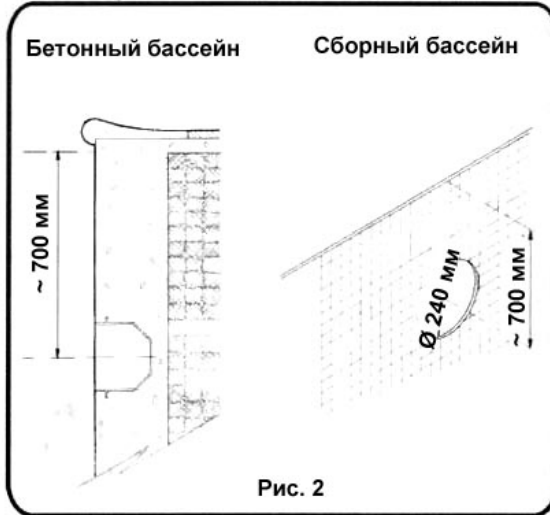 Бетонный бассейн
Сборный бассейн
~ 700 мм
Ø 240 мм
~ 700 мм
Рис. 2